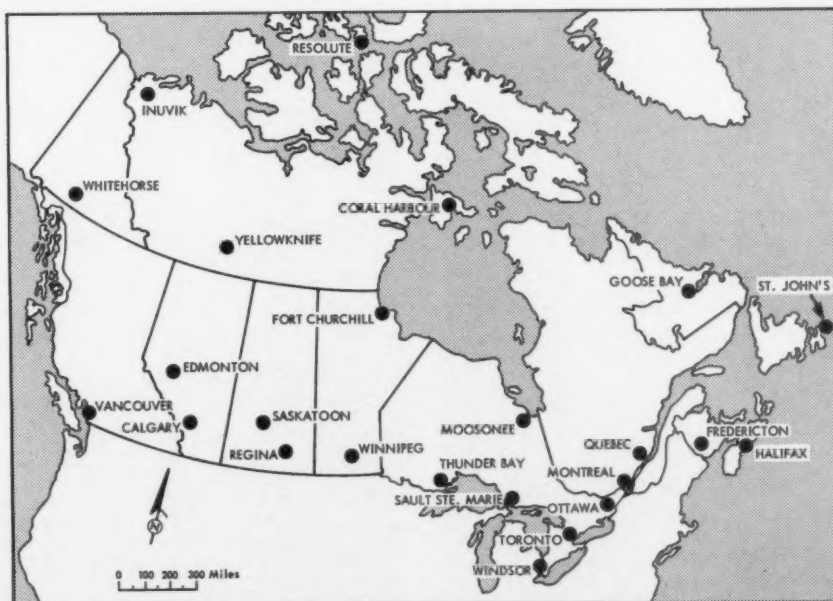 RESOLUTE
INUVIK
WHITEHORSE
CORAL HARBOUR
YELLOWKNIFE
GOOSE BAY
ST. JOHN'S
FORT CHURCHILL
EDMONTON
VANCOUVER
CALGARY
SASKATOON
MOOSONEE
REGINA
WINNIPEG
QUEBEC
FREDERICTON
HALIFAX
THUNDER BAY
MONTREAL
SAULT STE. MARIE
OTTAWA
N
TORONTO
WINDSOR
0 100 300 Miles